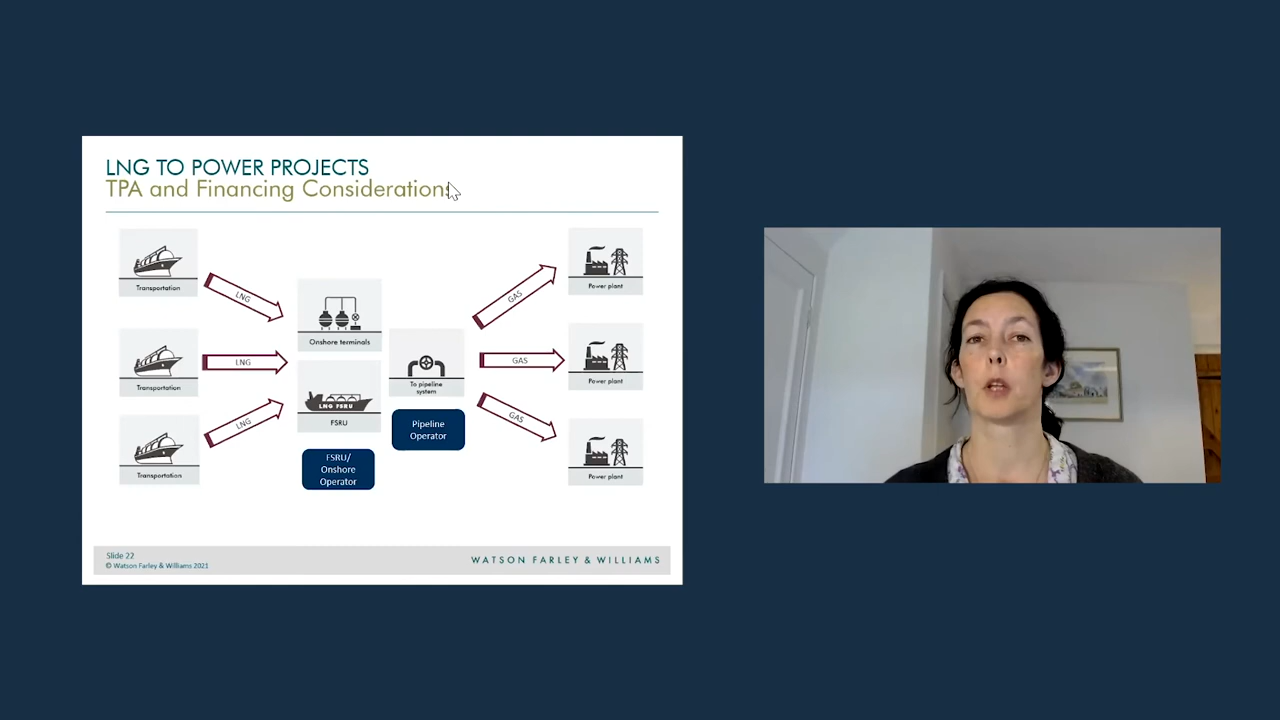 LNG TO POWER PROJECTS
TPA and Financing Considerations
Transportation
LNG
Transportation
LNG
Transportation
LNG
Onshore terminals
LNG FSRU
FSRU
FSRU/
Onshore
Operator
To pipeline
system
Pipeline
Operator
GAS
Power plant
GAS
Power plant
GAS
Power plant
Slide 22
© Watson Farley & Williams 2021
WATSON FARLEY & WILLIAMS